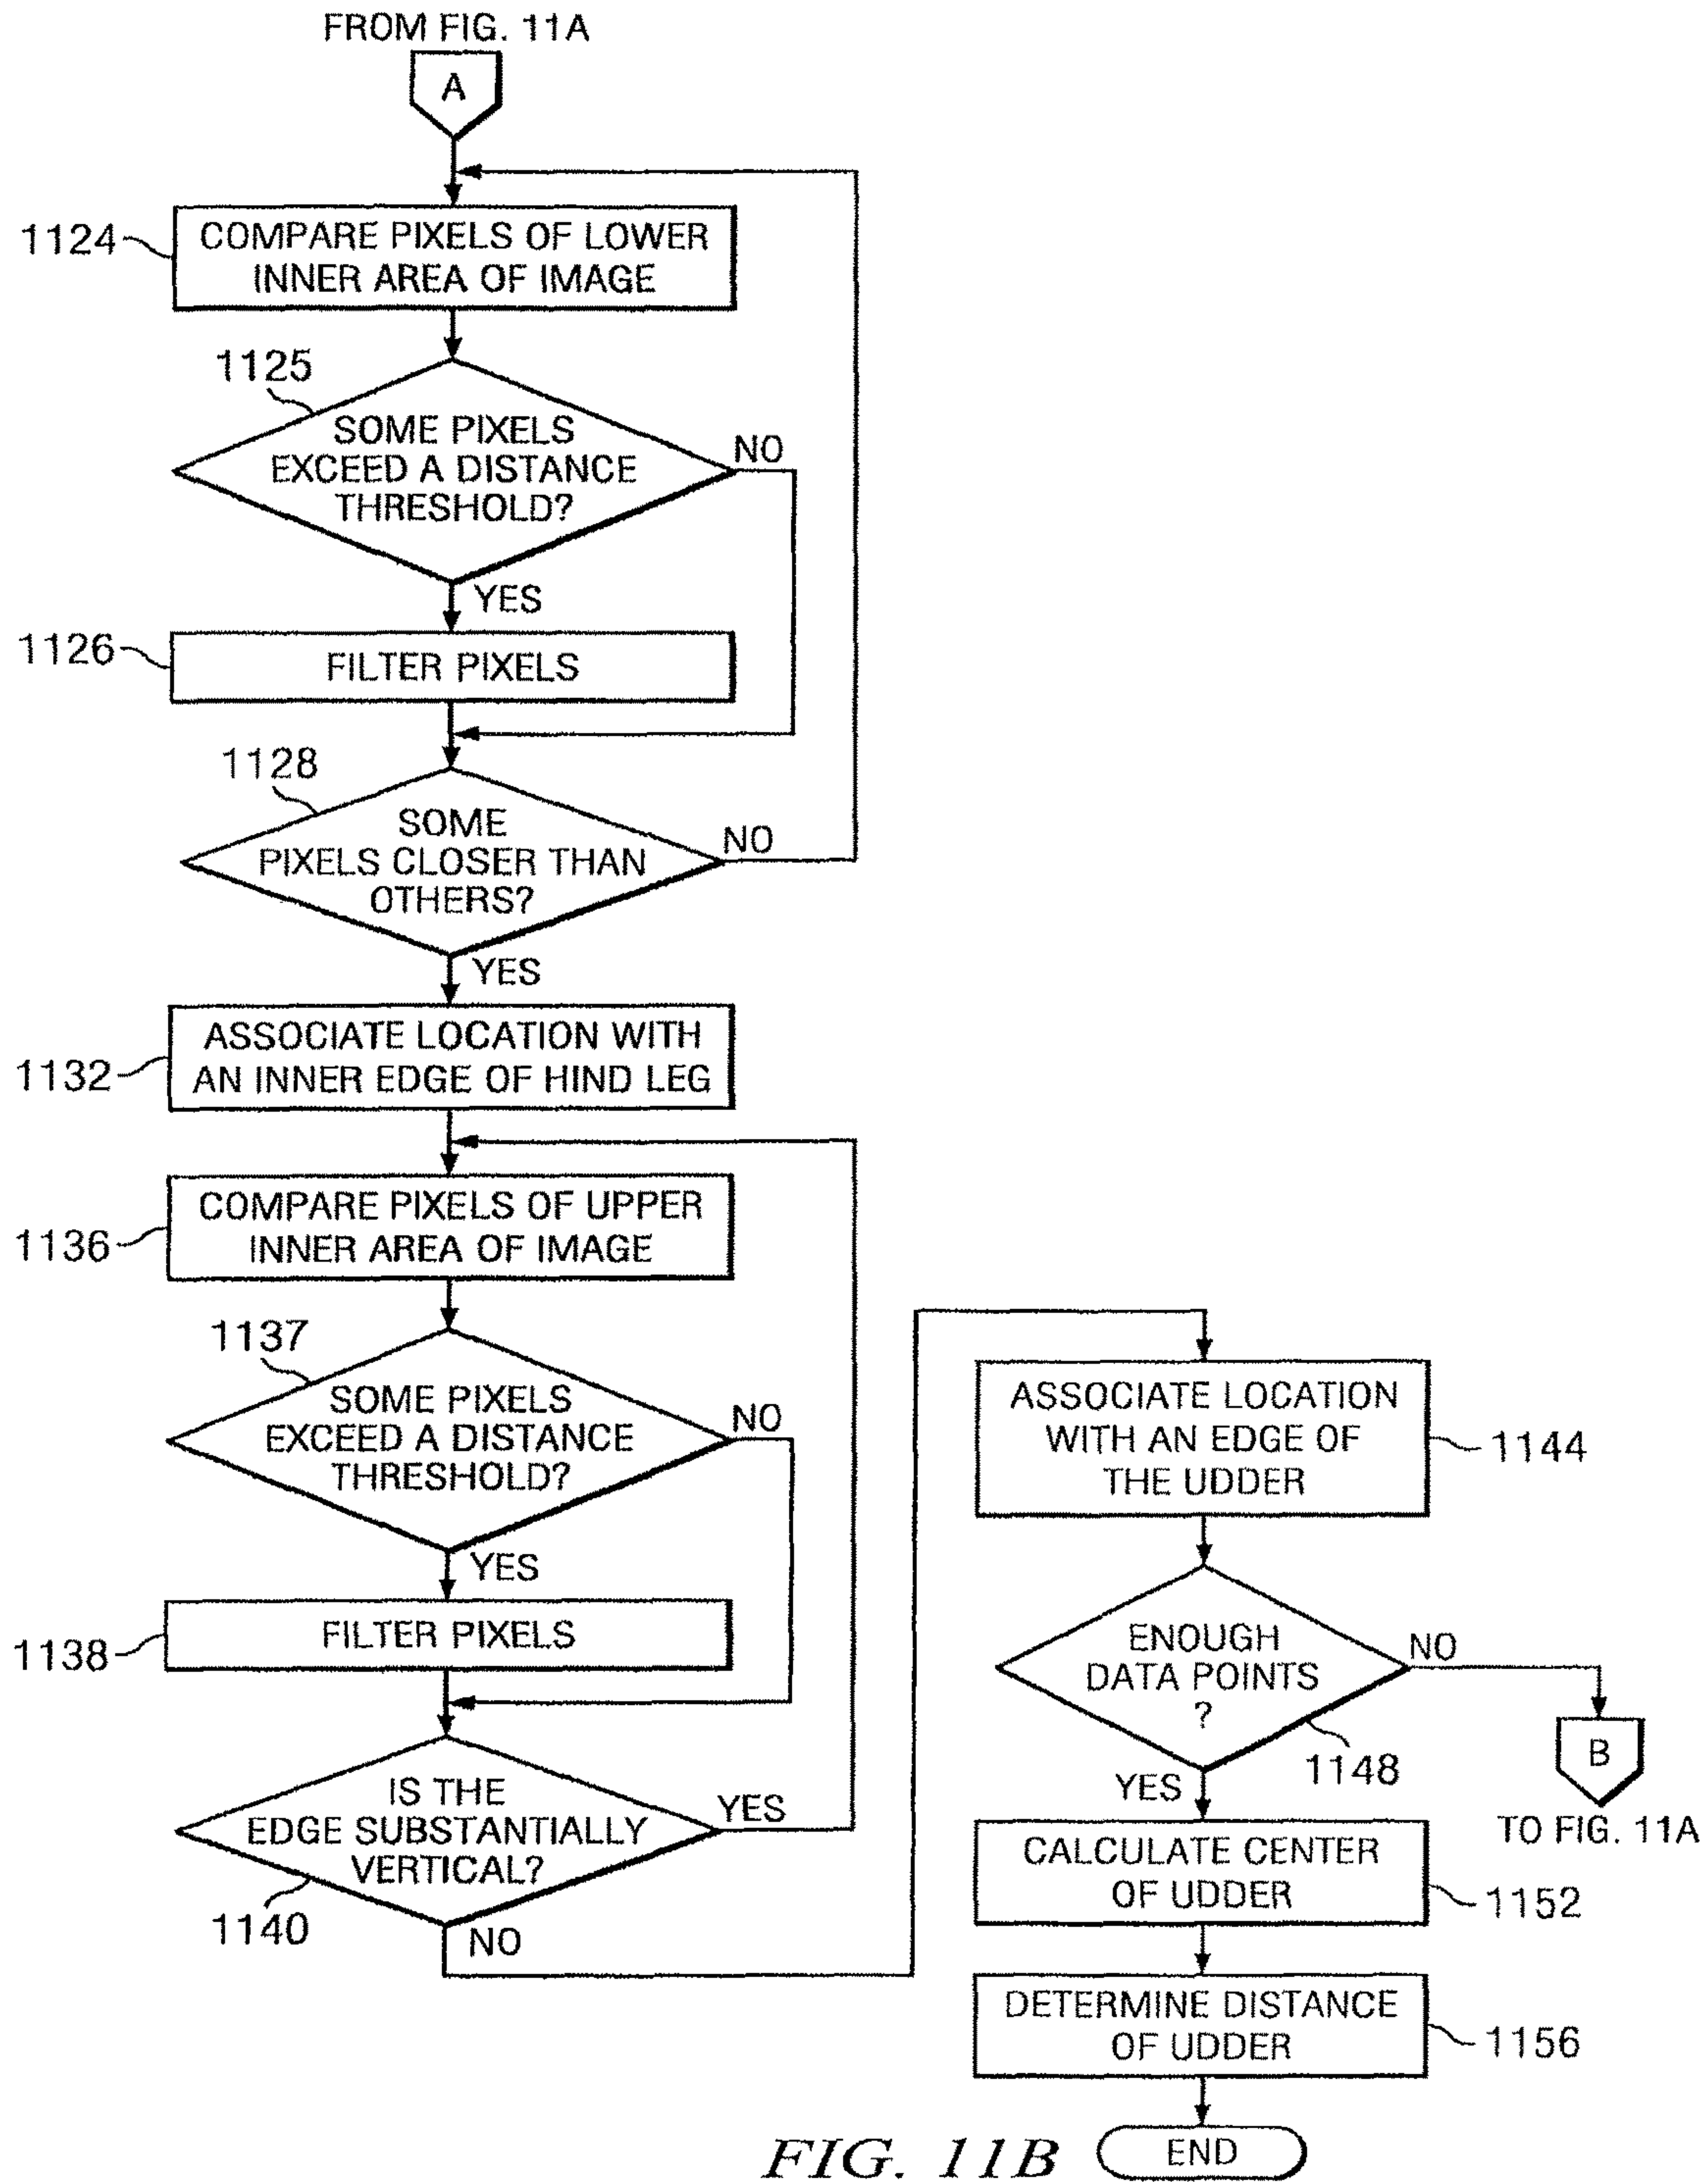 FROM FIG. 11A
A
1124
COMPARE PIXELS OF LOWER
INNER AREA OF IMAGE
1125
SOME PIXELS
EXCEED A DISTANCE
THRESHOLD?
NO
YES
1126
FILTER PIXELS
1128
SOME
PIXELS CLOSER THAN
OTHERS?
NO
YES
1132
ASSOCIATE LOCATION WITH
AN INNER EDGE OF HIND LEG
1136
COMPARE PIXELS OF UPPER
INNER AREA OF IMAGE
1137
SOME PIXELS
EXCEED A DISTANCE
THRESHOLD?
NO
YES
1138
FILTER PIXELS
IS THE
EDGE SUBSTANTIALLY
VERTICAL?
YES
1140
NO
ASSOCIATE LOCATION
WITH AN EDGE OF
THE UDDER
1144
ENOUGH
DATA POINTS
?
NO
1148
YES
B
TO FIG. 11A
CALCULATE CENTER
OF UDDER
1152
DETERMINE DISTANCE
OF UDDER
1156
END
FIG. 11B